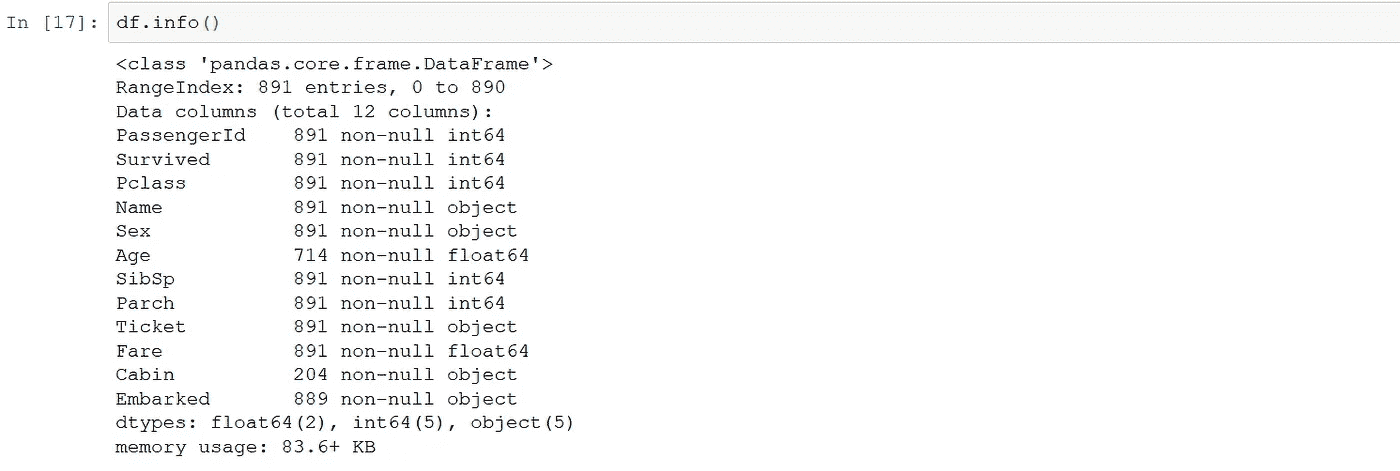 In [17]: df.info()
<class 'pandas.core.frame.DataFrame'>
RangeIndex: 891 entries, 0 to 890
Data columns (total 12 columns):
PassengerId    891 non-null int64
Survived       891 non-null int64
Pclass         891 non-null int64
Name           891 non-null object
Sex            891 non-null object
Age            714 non-null float64
SibSp          891 non-null int64
Parch          891 non-null int64
Ticket         891 non-null object
Fare           891 non-null float64
Cabin          204 non-null object
Embarked       889 non-null object
dtypes: float64(2), int64(5), object(5)
memory usage: 83.6+ KB